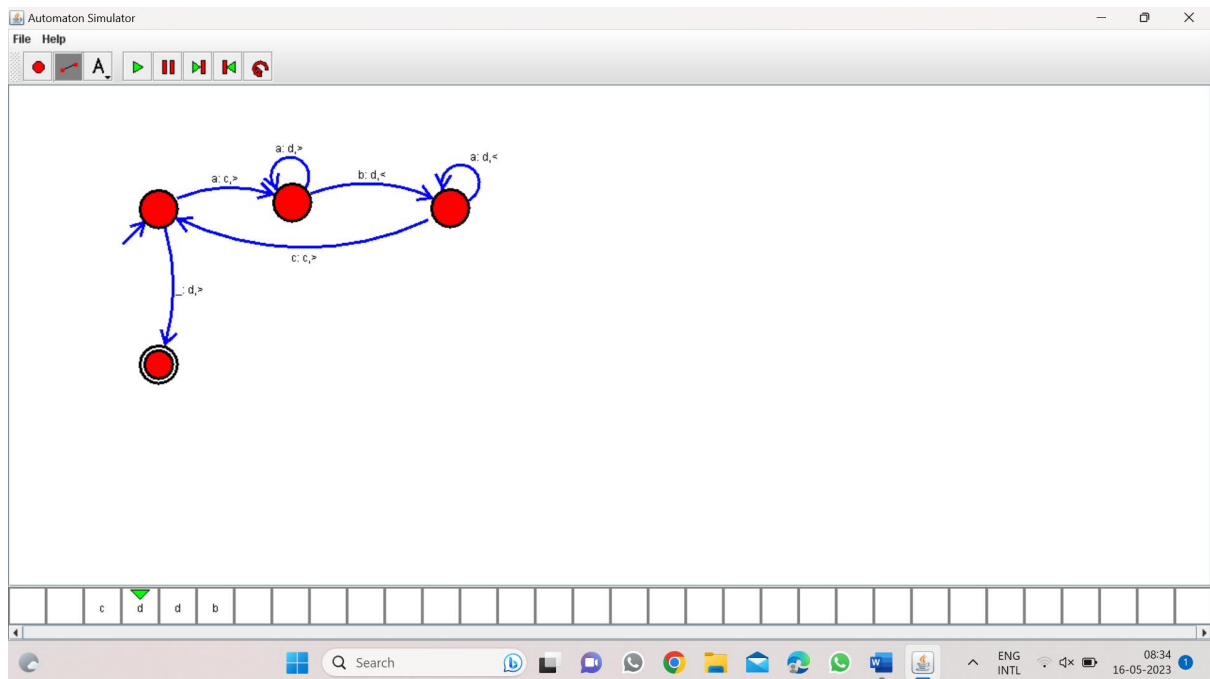 Automaton Simulator
File Help
A
a: d,>
a: d,<
a: c,>
b: d,<
c: c,>
_: d,>
c d d b
Search
ENG
INTL
08:34
16-05-2023
1